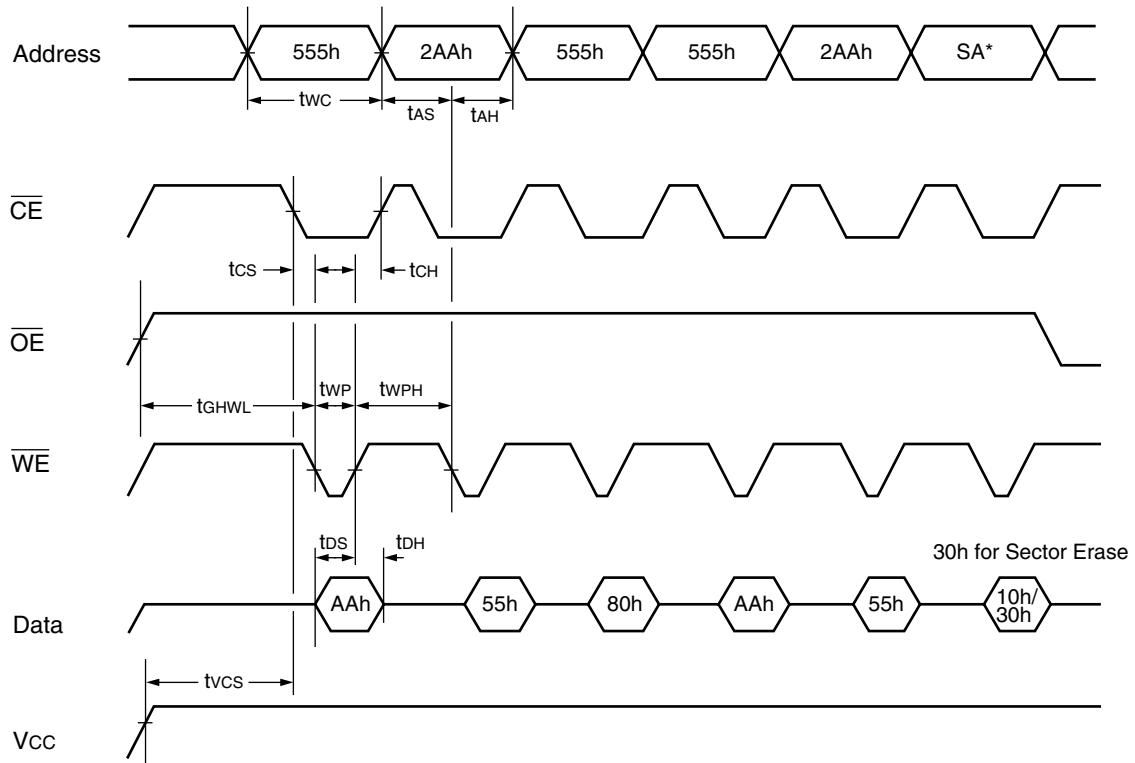 Address 555h 2AAh 555h 555h 2AAh SA*
tWC tAS tAH
CE
tCS tCH
OE
tGHWL tWP tWPH
WE
tDS tDH
30h for Sector Erase
Data AAh 55h 80h AAh 55h 10h/
30h
tVCS
VCC